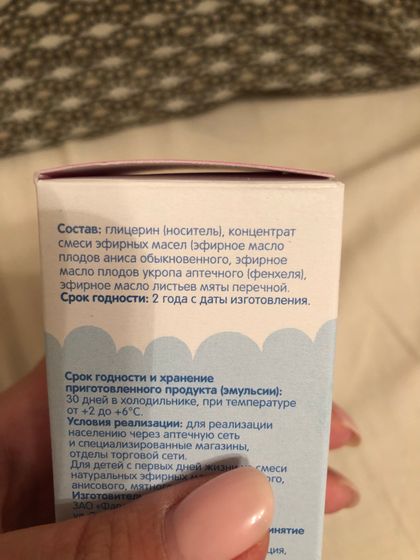 Состав: глицерин (носитель), концентрат
смеси эфирных масел (эфирное масло
плодов аниса обыкновенного, эфирное
масло плодов укропа аптечного (фенхеля),
эфирное масло листьев мяты перечной.
Срок годности: 2 года с даты изготовления.
Срок годности и хранение
приготовленного продукта (эмульсии):
30 дней в холодильнике, при температуре
от +2 до +6°С.
Условия реализации: для реализации
населению через аптечную сеть
и специализированные магазины,
отделы торговой сети.
Для детей с первых дней жизни
смеси
натуральных эфирных
анисового, мятного
Изготовитель
ЗАО